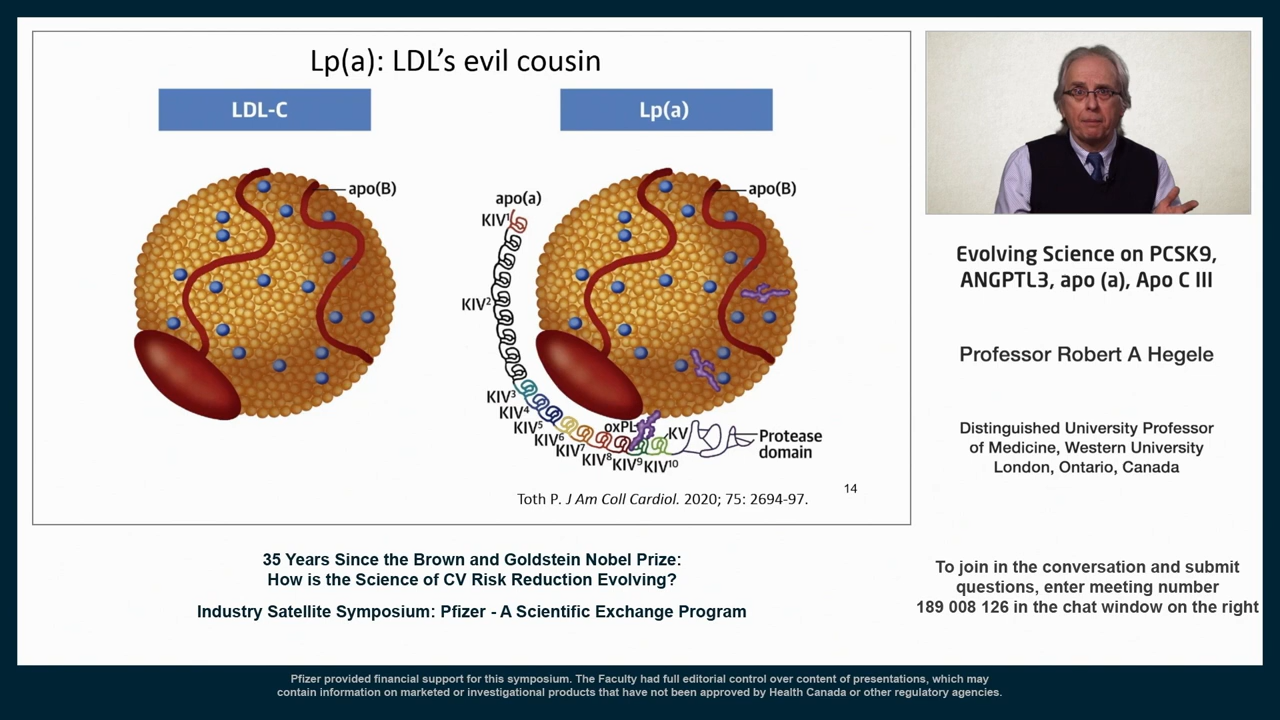 Lp(a): LDL's evil cousin
LDL-C
Lp(a)
apo(B)
apo(a)
apo(B)
KIV1
KIV2
KIV3
KIV4
KIV5
KIV6
KIV7
KIV8
KIV9
KIV10
oxPL
KV
Protease
domain
Toth P. J Am Coll Cardiol. 2020; 75: 2694-97.
14
Evolving Science on PCSK9,
ANGPTL3, apo (a), Apo C III
Professor Robert A Hegele
Distinguished University Professor
of Medicine, Western University
London, Ontario, Canada
35 Years Since the Brown and Goldstein Nobel Prize:
How is the Science of CV Risk Reduction Evolving?
Industry Satellite Symposium: Pfizer - A Scientific Exchange Program
To join in the conversation and submit
questions, enter meeting number
189 008 126 in the chat window on the right
Pfizer provided financial support for this symposium. The Faculty had full editorial control over content of presentations, which may
contain information on marketed or investigational products that have not been approved by Health Canada or other regulatory agencies.